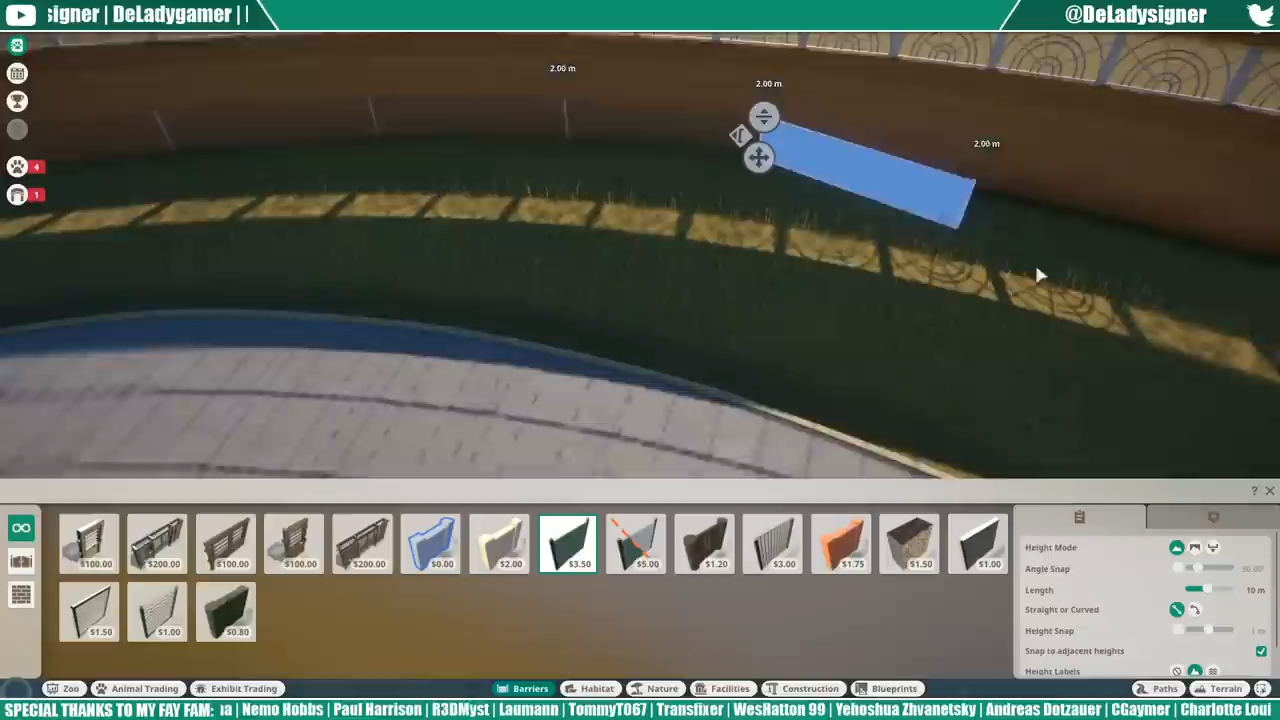 signer | DeLadygamer |
@DeLadysigner
2.00 m
2.00 m
2.00 m
4
1
?
$100.00 $200.00 $100.00 $100.00 $200.00 $0.00 $2.00 $3.50 $5.00 $1.20 $3.00 $1.75 $1.50 $1.00
$1.50 $1.00 $0.80
Height Mode
Angle Snap
Length 10 m
Straight or Curved
Height Snap 1 m
Snap to adjacent heights
Height Labels
Zoo Animal Trading Exhibit Trading Barriers Habitat Nature Facilities Construction Blueprints Paths Terrain
SPECIAL THANKS TO MY FAY FAM: ıa | Nemo Hobbs | Paul Harrison | R3DMyst | Laumann | TommyT067 | Transfixer | WesHatton 99 | Yehoshua Zhvanetsky | Andreas Dotzauer | CGaymer | Charlotte Loui